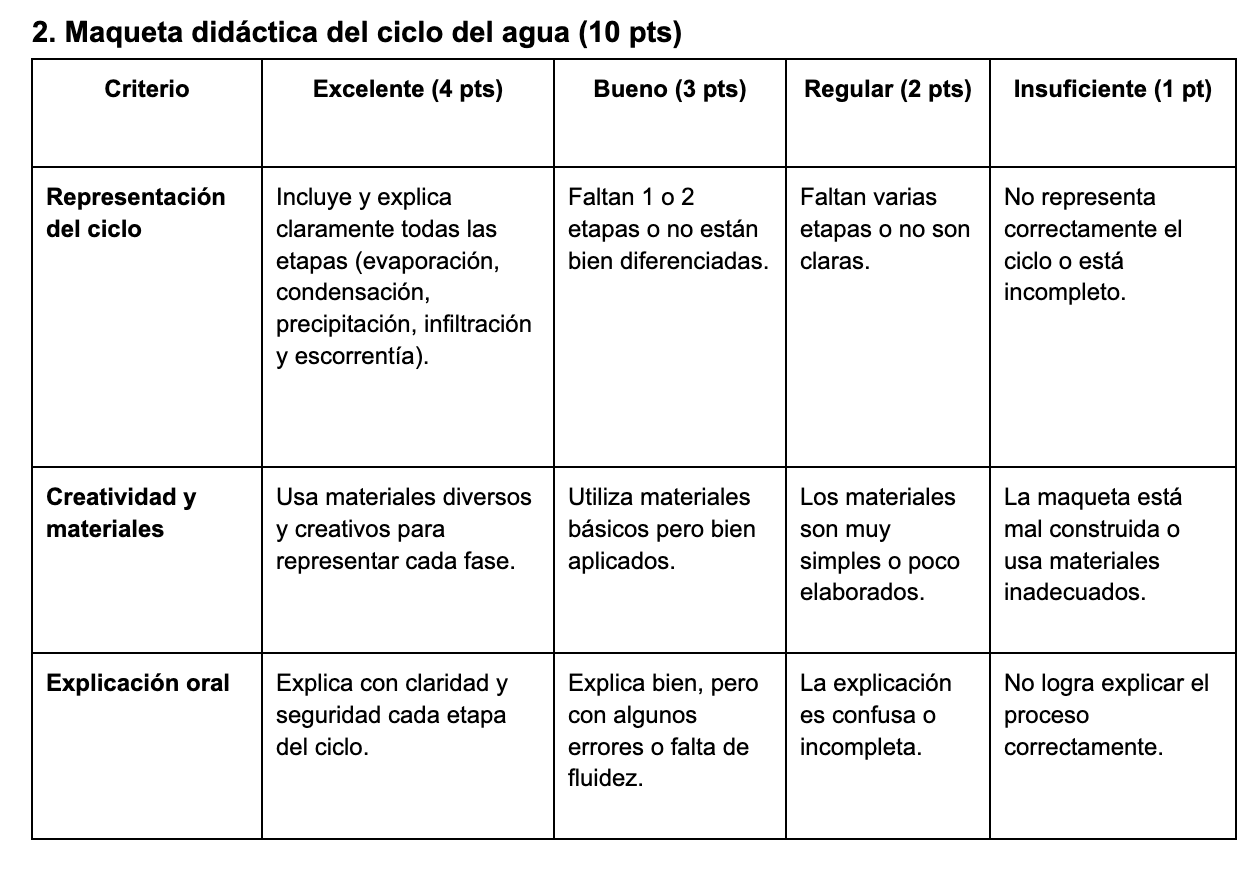 2. Maqueta didáctica del ciclo del agua (10 pts)
Criterio
Excelente (4 pts)
Bueno (3 pts)
Regular (2 pts)
Insuficiente (1 pt)
Representación
del ciclo
Incluye y explica
claramente todas las
etapas (evaporación,
condensación,
precipitación, infiltración
y escorrentía).
Faltan 1 o 2
etapas o no están
bien diferenciadas.
Faltan varias
etapas o no son
claras.
No representa
correctamente el
ciclo o está
incompleto.
Creatividad y
materiales
Usa materiales diversos
y creativos para
representar cada fase.
Utiliza materiales
básicos pero bien
aplicados.
Los materiales
son muy
simples o poco
elaborados.
La maqueta está
mal construida o
usa materiales
inadecuados.
Explicación oral
Explica con claridad y
seguridad cada etapa
del ciclo.
Explica bien, pero
con algunos
errores o falta de
fluidez.
La explicación
es confusa o
incompleta.
No logra explicar el
proceso
correctamente.